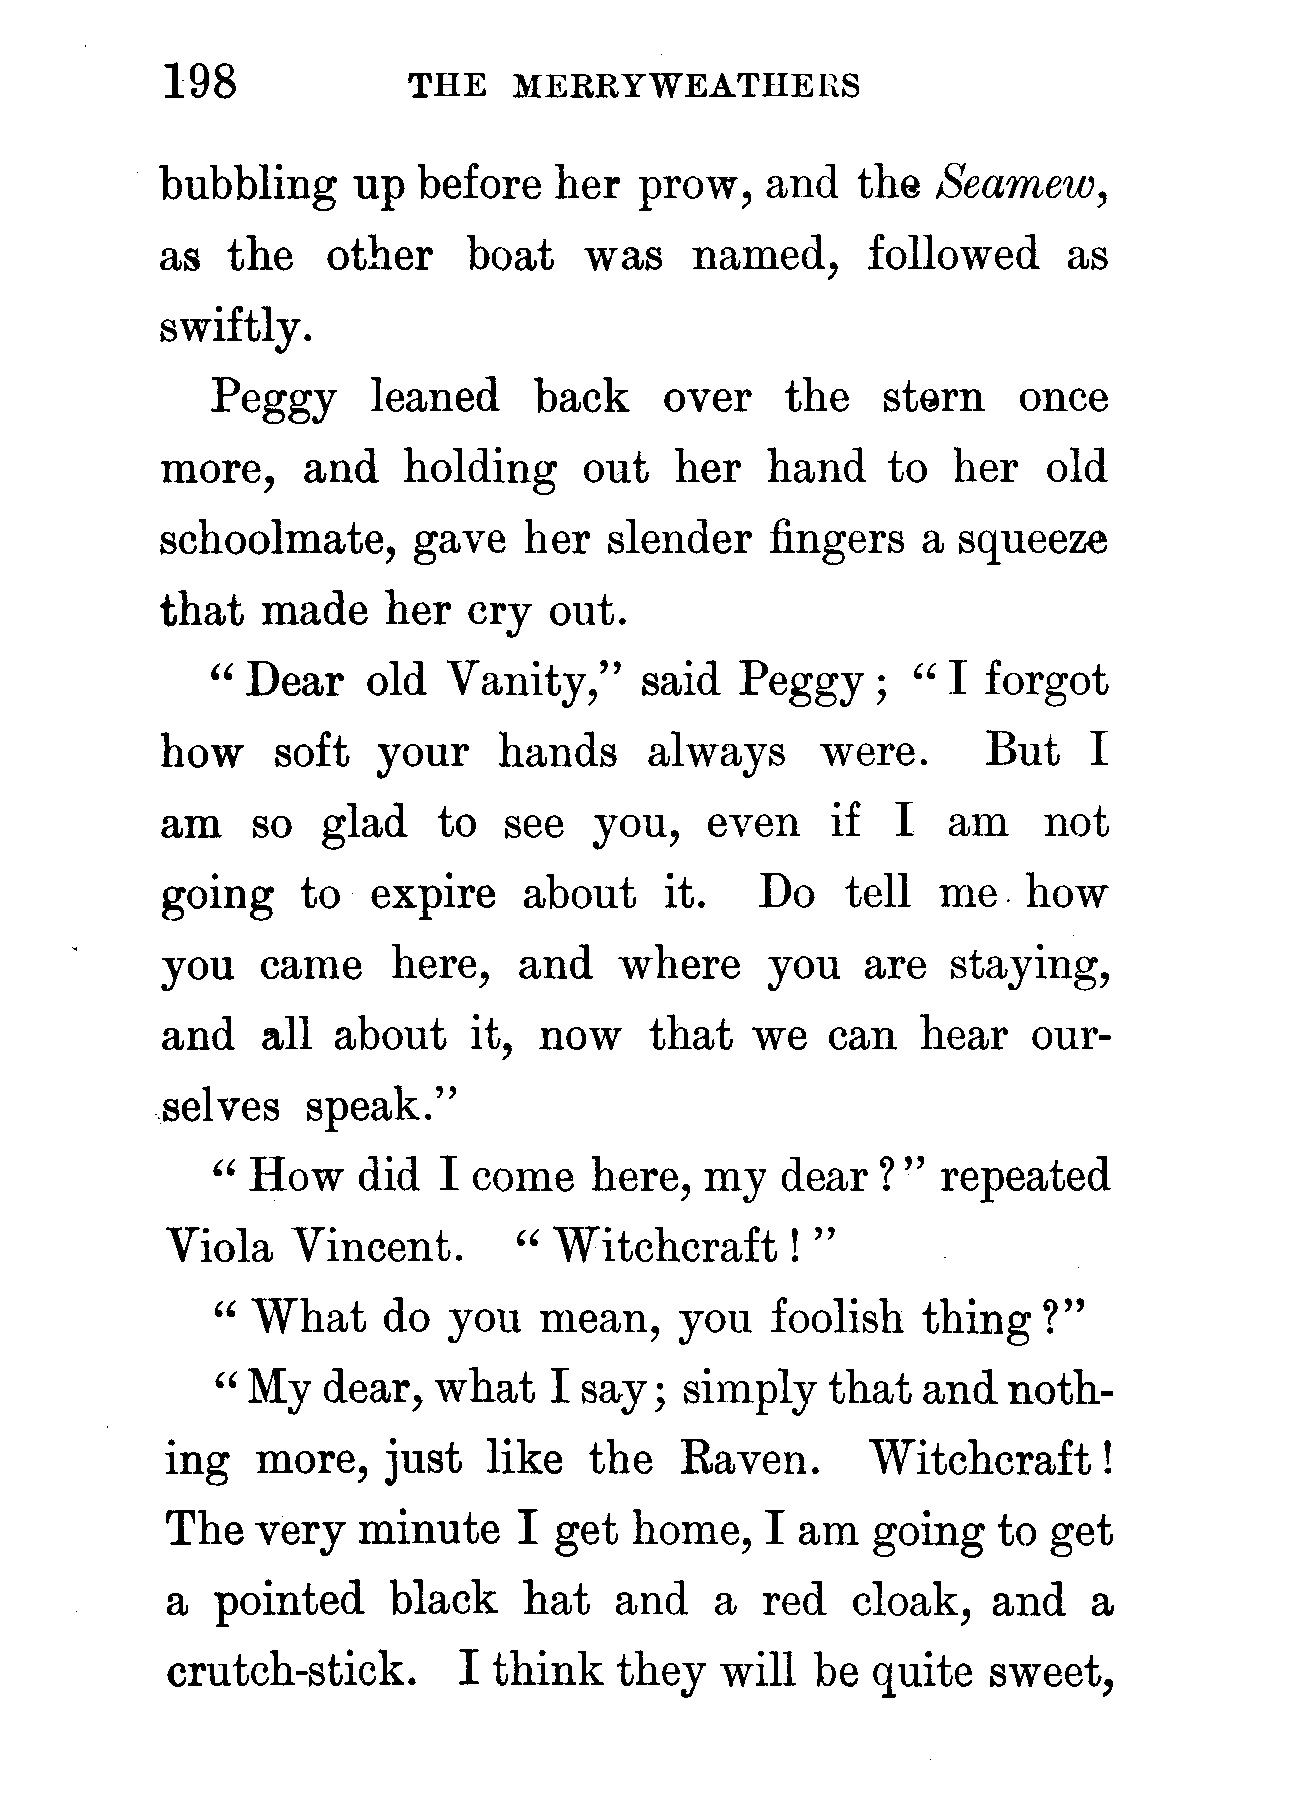 198 THE MERRYWEATHERS
bubbling up before her prow, and the Seamew,
as the other boat was named, followed as
swiftly.
Peggy leaned back over the stern once
more, and holding out her hand to her old
schoolmate, gave her slender fingers a squeeze
that made her cry out.
“ Dear old Vanity,” said Peggy ; “ I forgot
how soft your hands always were. But I
am so glad to see you, even if I am not
going to expire about it. Do tell me how
you came here, and where you are staying,
and all about it, now that we can hear our-
selves speak.”
“ How did I come here, my dear ? ” repeated
Viola Vincent. “ Witchcraft ! ”
“ What do you mean, you foolish thing ?”
“ My dear, what I say ; simply that and noth-
ing more, just like the Raven. Witchcraft !
The very minute I get home, I am going to get
a pointed black hat and a red cloak, and a
crutch-stick. I think they will be quite sweet,